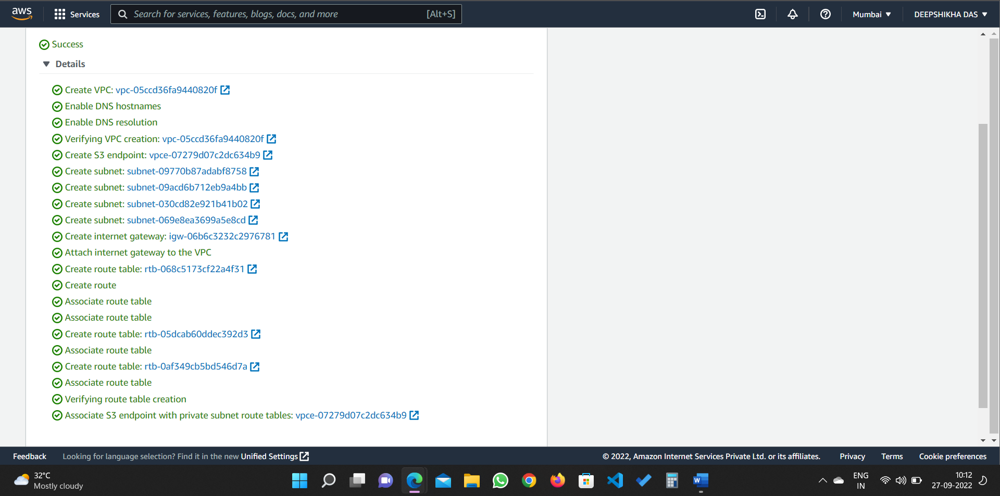 aws
Services
Search for services, features, blogs, docs, and more
[Alt+S]
Mumbai
DEEPSHIKHA DAS
Success
Details
Create VPC: vpc-05ccd36fa9440820f
Enable DNS hostnames
Enable DNS resolution
Verifying VPC creation: vpc-05ccd36fa9440820f
Create S3 endpoint: vpce-07279d07c2dc634b9
Create subnet: subnet-09770b87adabf8758
Create subnet: subnet-09acd6b712eb9a4bb
Create subnet: subnet-030cd82e921b41b02
Create subnet: subnet-069e8ea3699a5e8cd
Create internet gateway: igw-06b6c3232c2976781
Attach internet gateway to the VPC
Create route table: rtb-068c5173cf22a4f31
Create route
Associate route table
Associate route table
Create route table: rtb-05dcab60ddec392d3
Associate route table
Create route table: rtb-0af349cb5bd546d7a
Associate route table
Verifying route table creation
Associate S3 endpoint with private subnet route tables: vpce-07279d07c2dc634b9
Feedback
Looking for language selection? Find it in the new Unified Settings
© 2022, Amazon Internet Services Private Ltd. or its affiliates.
Privacy
Terms
Cookie preferences
32°C
Mostly cloudy
W
ENG
IN
10:12
27-09-2022